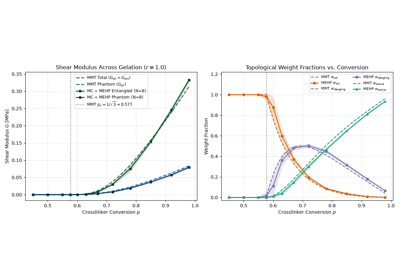 Shear Modulus Across Gelation (r = 1.0)
MMT Total (G_ph + G_ent)
MMT Phantom (G_ph)
MC + MEHP Entangled (N=8)
MC + MEHP Phantom (N=8)
MMT p_c = 1/√3 ≈ 0.577
Shear Modulus G [MPa]
0.35
0.30
0.25
0.20
0.15
0.10
0.05
0.00
0.5
0.6
0.7
0.8
0.9
1.0
Crosslinker Conversion p
Topological Weight Fractions vs. Conversion
MMT w_sol
MEHP w_sol
MMT w_dangling
MEHP w_dangling
MMT w_active
MEHP w_active
Weight Fraction
1.2
1.0
0.8
0.6
0.4
0.2
0.0
0.5
0.6
0.7
0.8
0.9
1.0
Crosslinker Conversion p